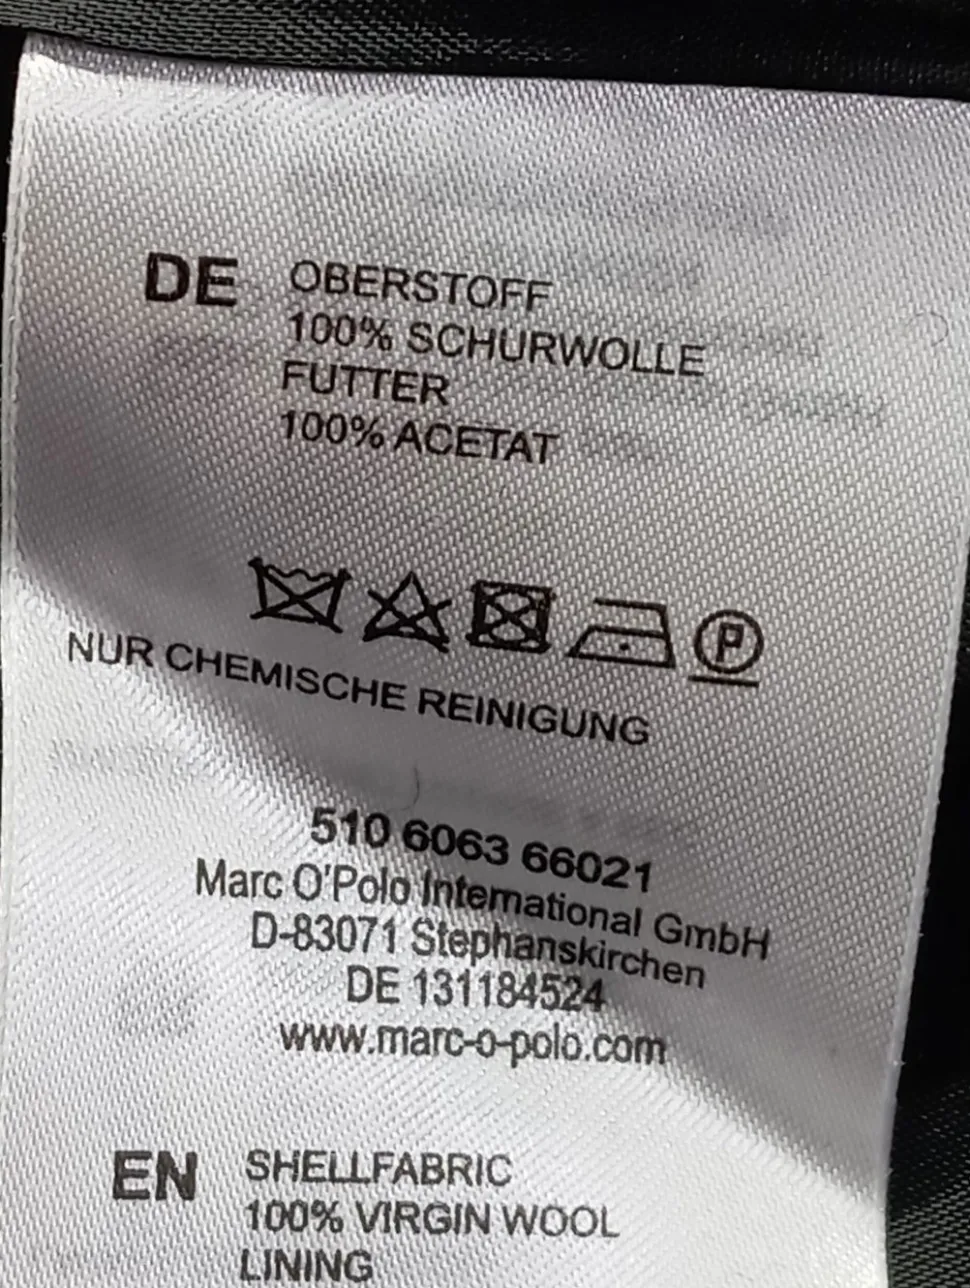 DE OBERSTOFF
100% SCHURWOLLE
FUTTER
100% ACETAT
P
NUR CHEMISCHE REINIGUNG
510 6063 66021
Marc O'Polo International GmbH
D-83071 Stephanskirchen
DE 131184524
www.marc-o-polo.com
EN SHELLFABRIC
100% VIRGIN WOOL
LINING